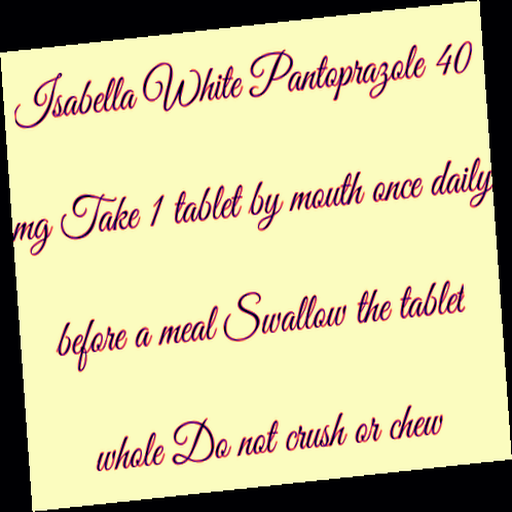 Isabella White Pantoprazole 40
mg Take 1 tablet by mouth once daily
before a meal Swallow the tablet
whole Do not crush or chew